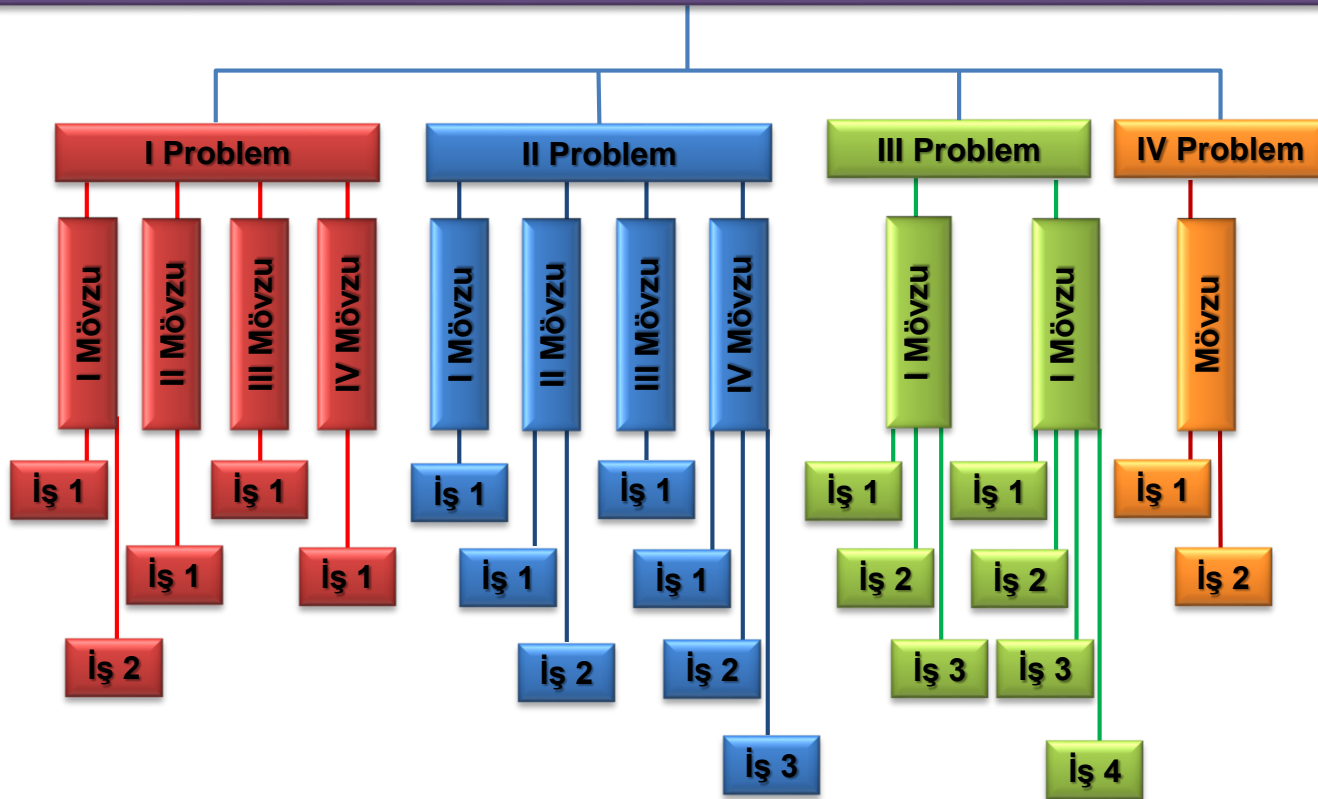 I Problem
II Problem
III Problem
IV Problem
I Mövzu
II Mövzu
III Mövzu
IV Mövzu
I Mövzu
II Mövzu
III Mövzu
IV Mövzu
I Mövzu
I Mövzu
Mövzu
İş 1
İş 1
İş 1
İş 1
İş 1
İş 1
İş 1
İş 1
İş 1
İş 1
İş 1
İş 2
İş 2
İş 2
İş 2
İş 2
İş 2
İş 3
İş 3
İş 3
İş 4